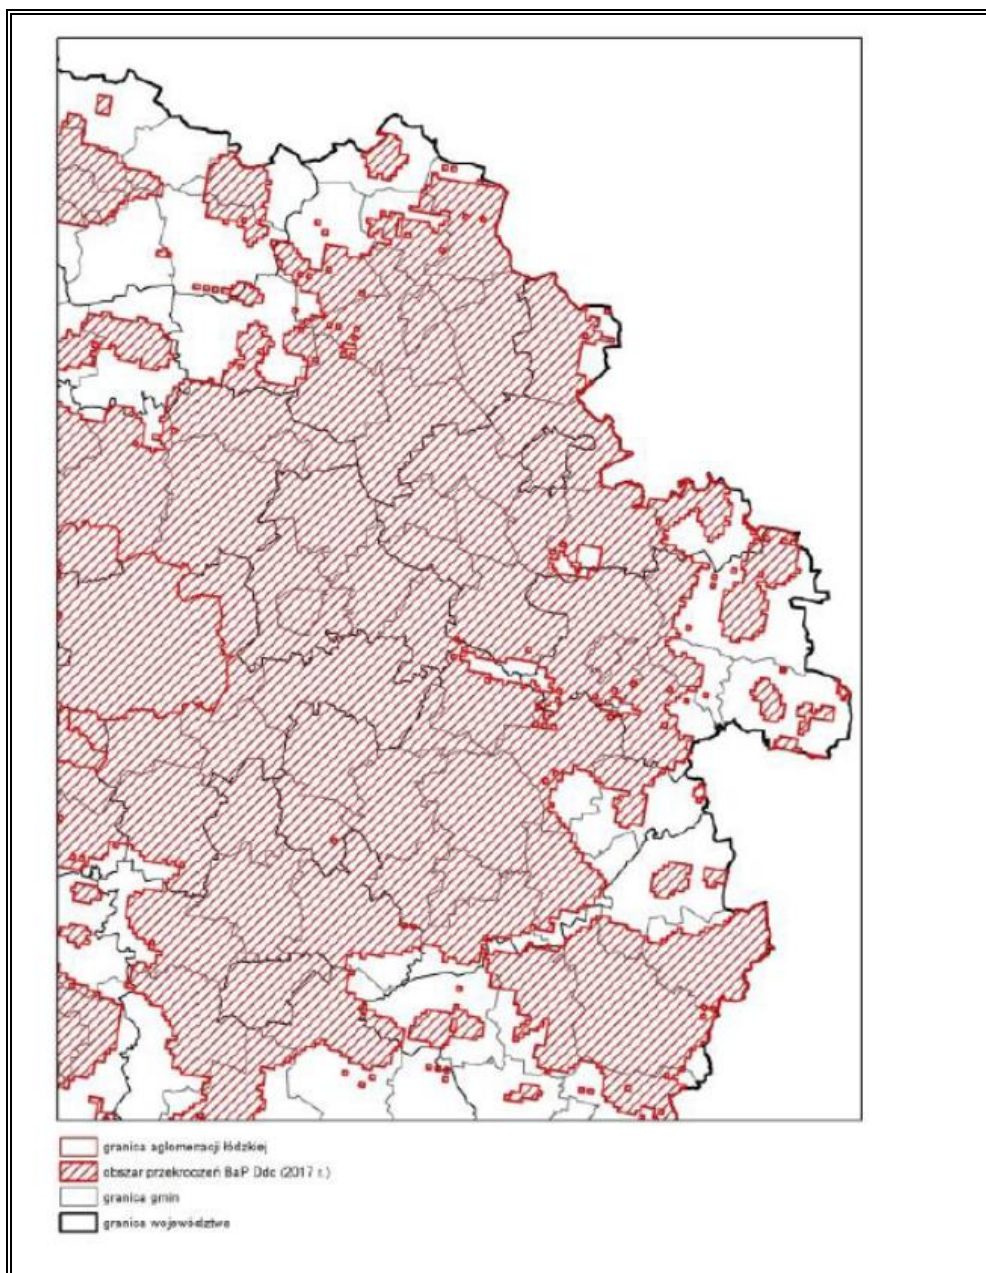 granica aglomeracji łódzkiej
obszar przekroczeń BaP Ddc (2017 r.)
granica gmin
granica województwa